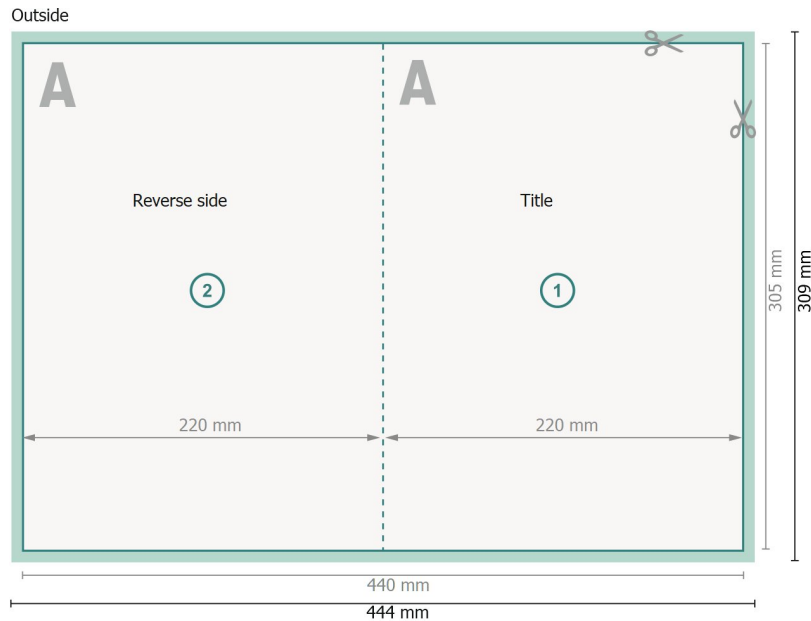 Outside
A
A
Reverse side
Title
2
1
305 mm
309 mm
220 mm
220 mm
440 mm
444 mm